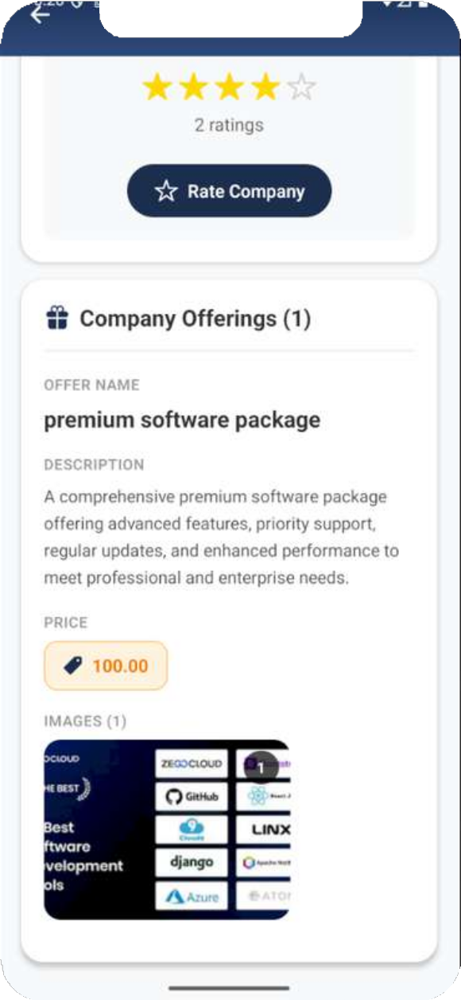 2 ratings
Rate Company
Company Offerings (1)
OFFER NAME
premium software package
DESCRIPTION
A comprehensive premium software package
offering advanced features, priority support,
regular updates, and enhanced performance to
meet professional and enterprise needs.
PRICE
100.00
IMAGES (1)
1
OCLOUD
ZEGOCLOUD
HE BEST
GitHub
React J
Best
ftware
velopment
ols
Cloud9
LINX
django
Azure
ATO